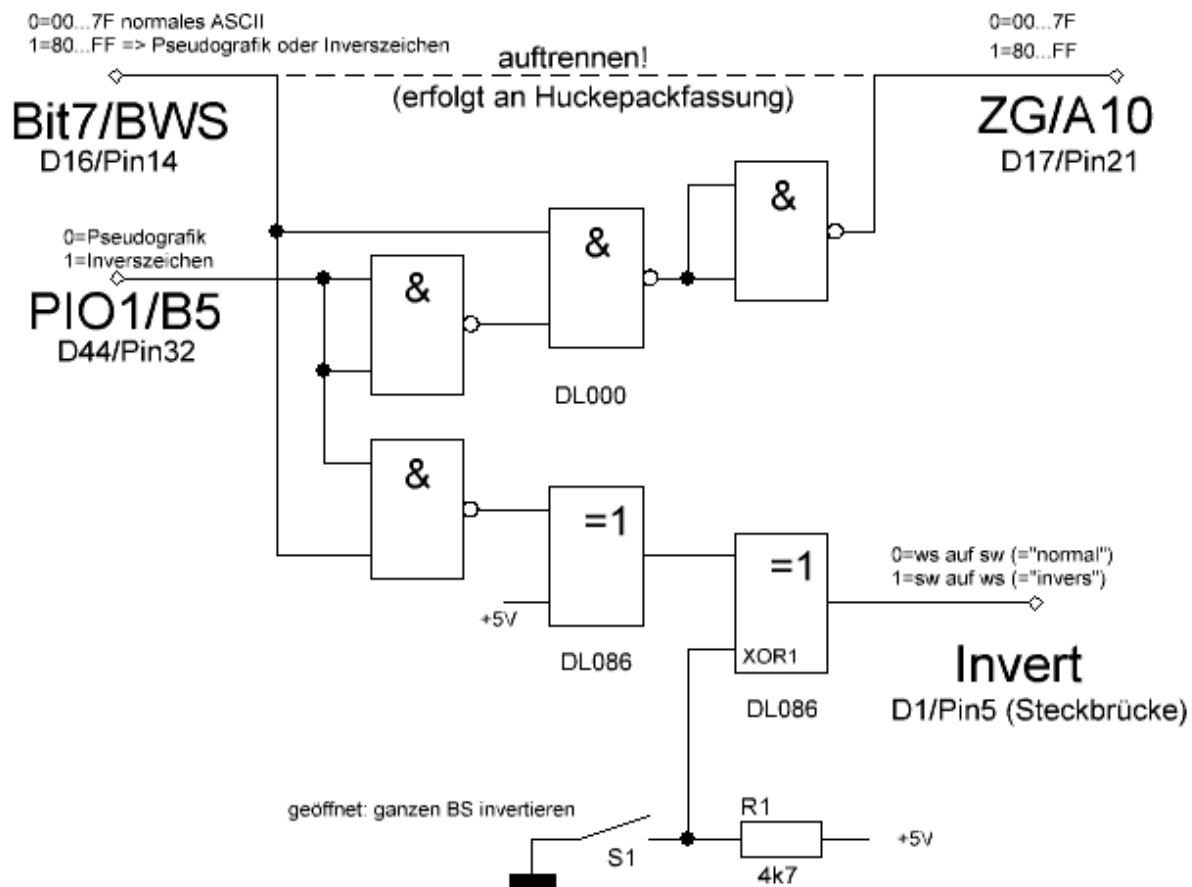 0=00...7F normales ASCII
1=80...FF => Pseudografik oder Inverszeichen
auftrennen!
(erfolgt an Huckepackfassung)
0=00...7F
1=80...FF
Bit7/BWS
D16/Pin14
ZG/A10
D17/Pin21
0=Pseudografik
1=Inverszeichen
PIO1/B5
D44/Pin32
&
&
&
DL000
&
=1
+5V
DL086
=1
XOR1
DL086
0=ws auf sw (="normal")
1=sw auf ws (="invers")
Invert
D1/Pin5 (Steckbrücke)
geöffnet: ganzen BS invertieren
S1
R1
4k7
+5V